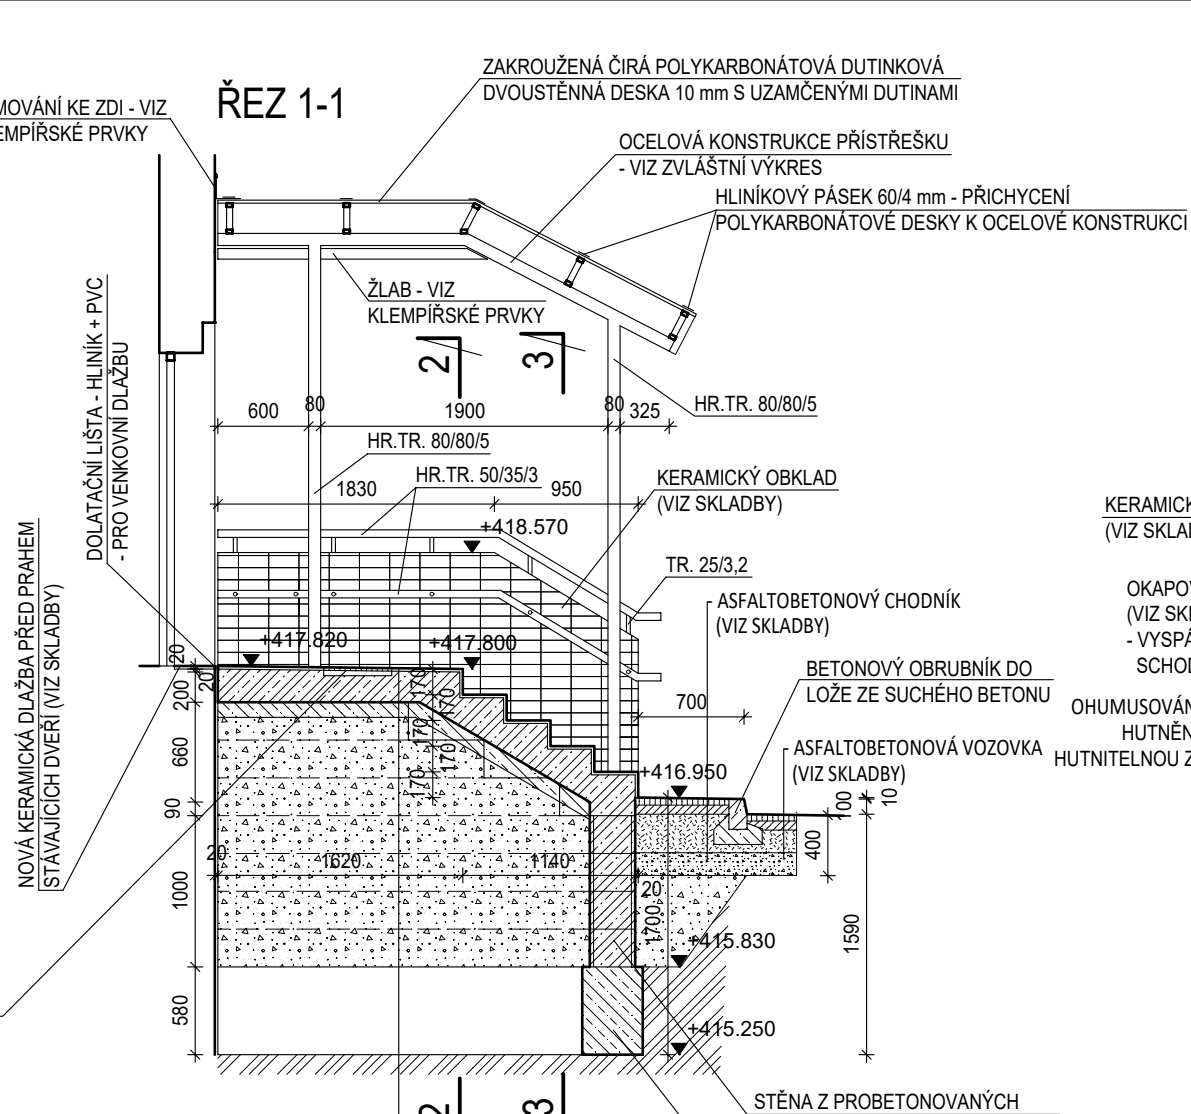 ŘEZ 1-1
ZAKROUŽENÁ ČIRÁ POLYKARBONÁTOVÁ DUTINKOVÁ
DVOUSTĚNNÁ DESKA 10 mm S UZAMČENÝMI DUTINAMI
MOVÁNÍ KE ZDI - VIZ
EMPÍŘSKÉ PRVKY
OCELOVÁ KONSTRUKCE PŘÍSTŘEŠKU
- VIZ ZVLÁŠTNÍ VÝKRES
HLINÍKOVÝ PÁSEK 60/4 mm - PŘICHYCENÍ
POLYKARBONÁTOVÉ DESKY K OCELOVÉ KONSTRUKCI
ŽLAB - VIZ
KLEMPÍŘSKÉ PRVKY
DOLATAČNÍ LIŠTA - HLINÍK + PVC
- PRO VENKOVNÍ DLAŽBU
2
3
600
80
1900
80
325
HR.TR. 80/80/5
HR.TR. 80/80/5
HR.TR. 50/35/3
1830
950
KERAMICKÝ OBKLAD
(VIZ SKLADBY)
KERAMICK
(VIZ SKLA
+418.570
TR. 25/3,2
ASFALTOBETONOVÝ CHODNÍK
(VIZ SKLADBY)
OKAPOV
(VIZ SKL
- VYSPÁ
SCHOD
NOVÁ KERAMICKÁ DLAŽBA PŘED PRAHEM
STÁVAJÍCÍCH DVEŘÍ (VIZ SKLADBY)
+417.820
+417.800
BETONOVÝ OBRUBNÍK DO
LOŽE ZE SUCHÉHO BETONU
700
OHUMUSOVÁN
HUTNĚN
HUTNITELNOU Z
ASFALTOBETONOVÁ VOZOVKA
(VIZ SKLADBY)
+416.950
20
20
200
660
90
1000
580
170
170
170
170
170
100
10
400
1590
20
1620
1140
20
1700
+415.830
+415.250
2
3
STĚNA Z PROBETONOVANÝCH